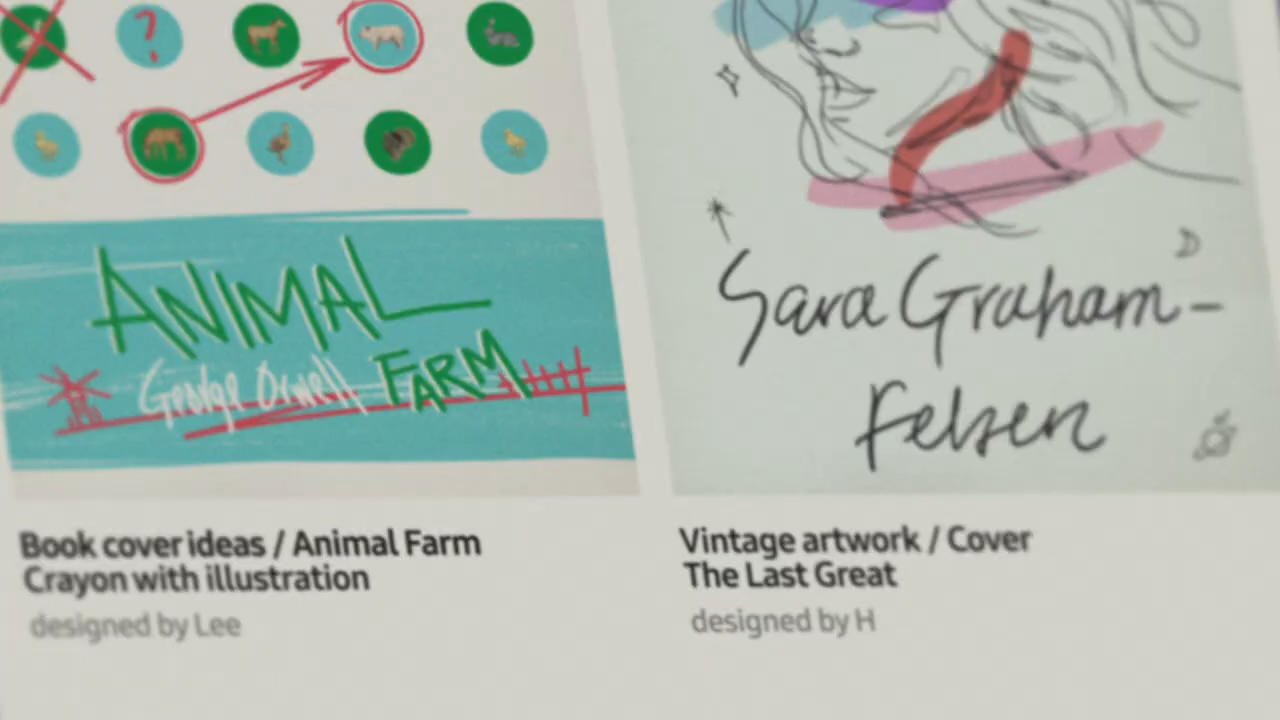 ?
ANIMAL
George Orwell FARM
Book cover ideas / Animal Farm
Crayon with illustration
designed by Lee
D
Sara Graham-
Felsen
Vintage artwork / Cover
The Last Great
designed by H